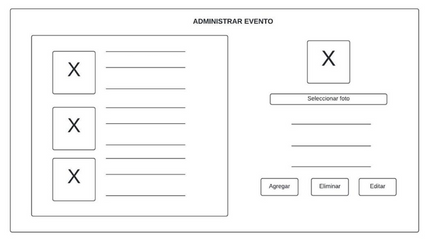 ADMINISTRAR EVENTO
X
X
X
X
Seleccionar foto
Agregar
Eliminar
Editar